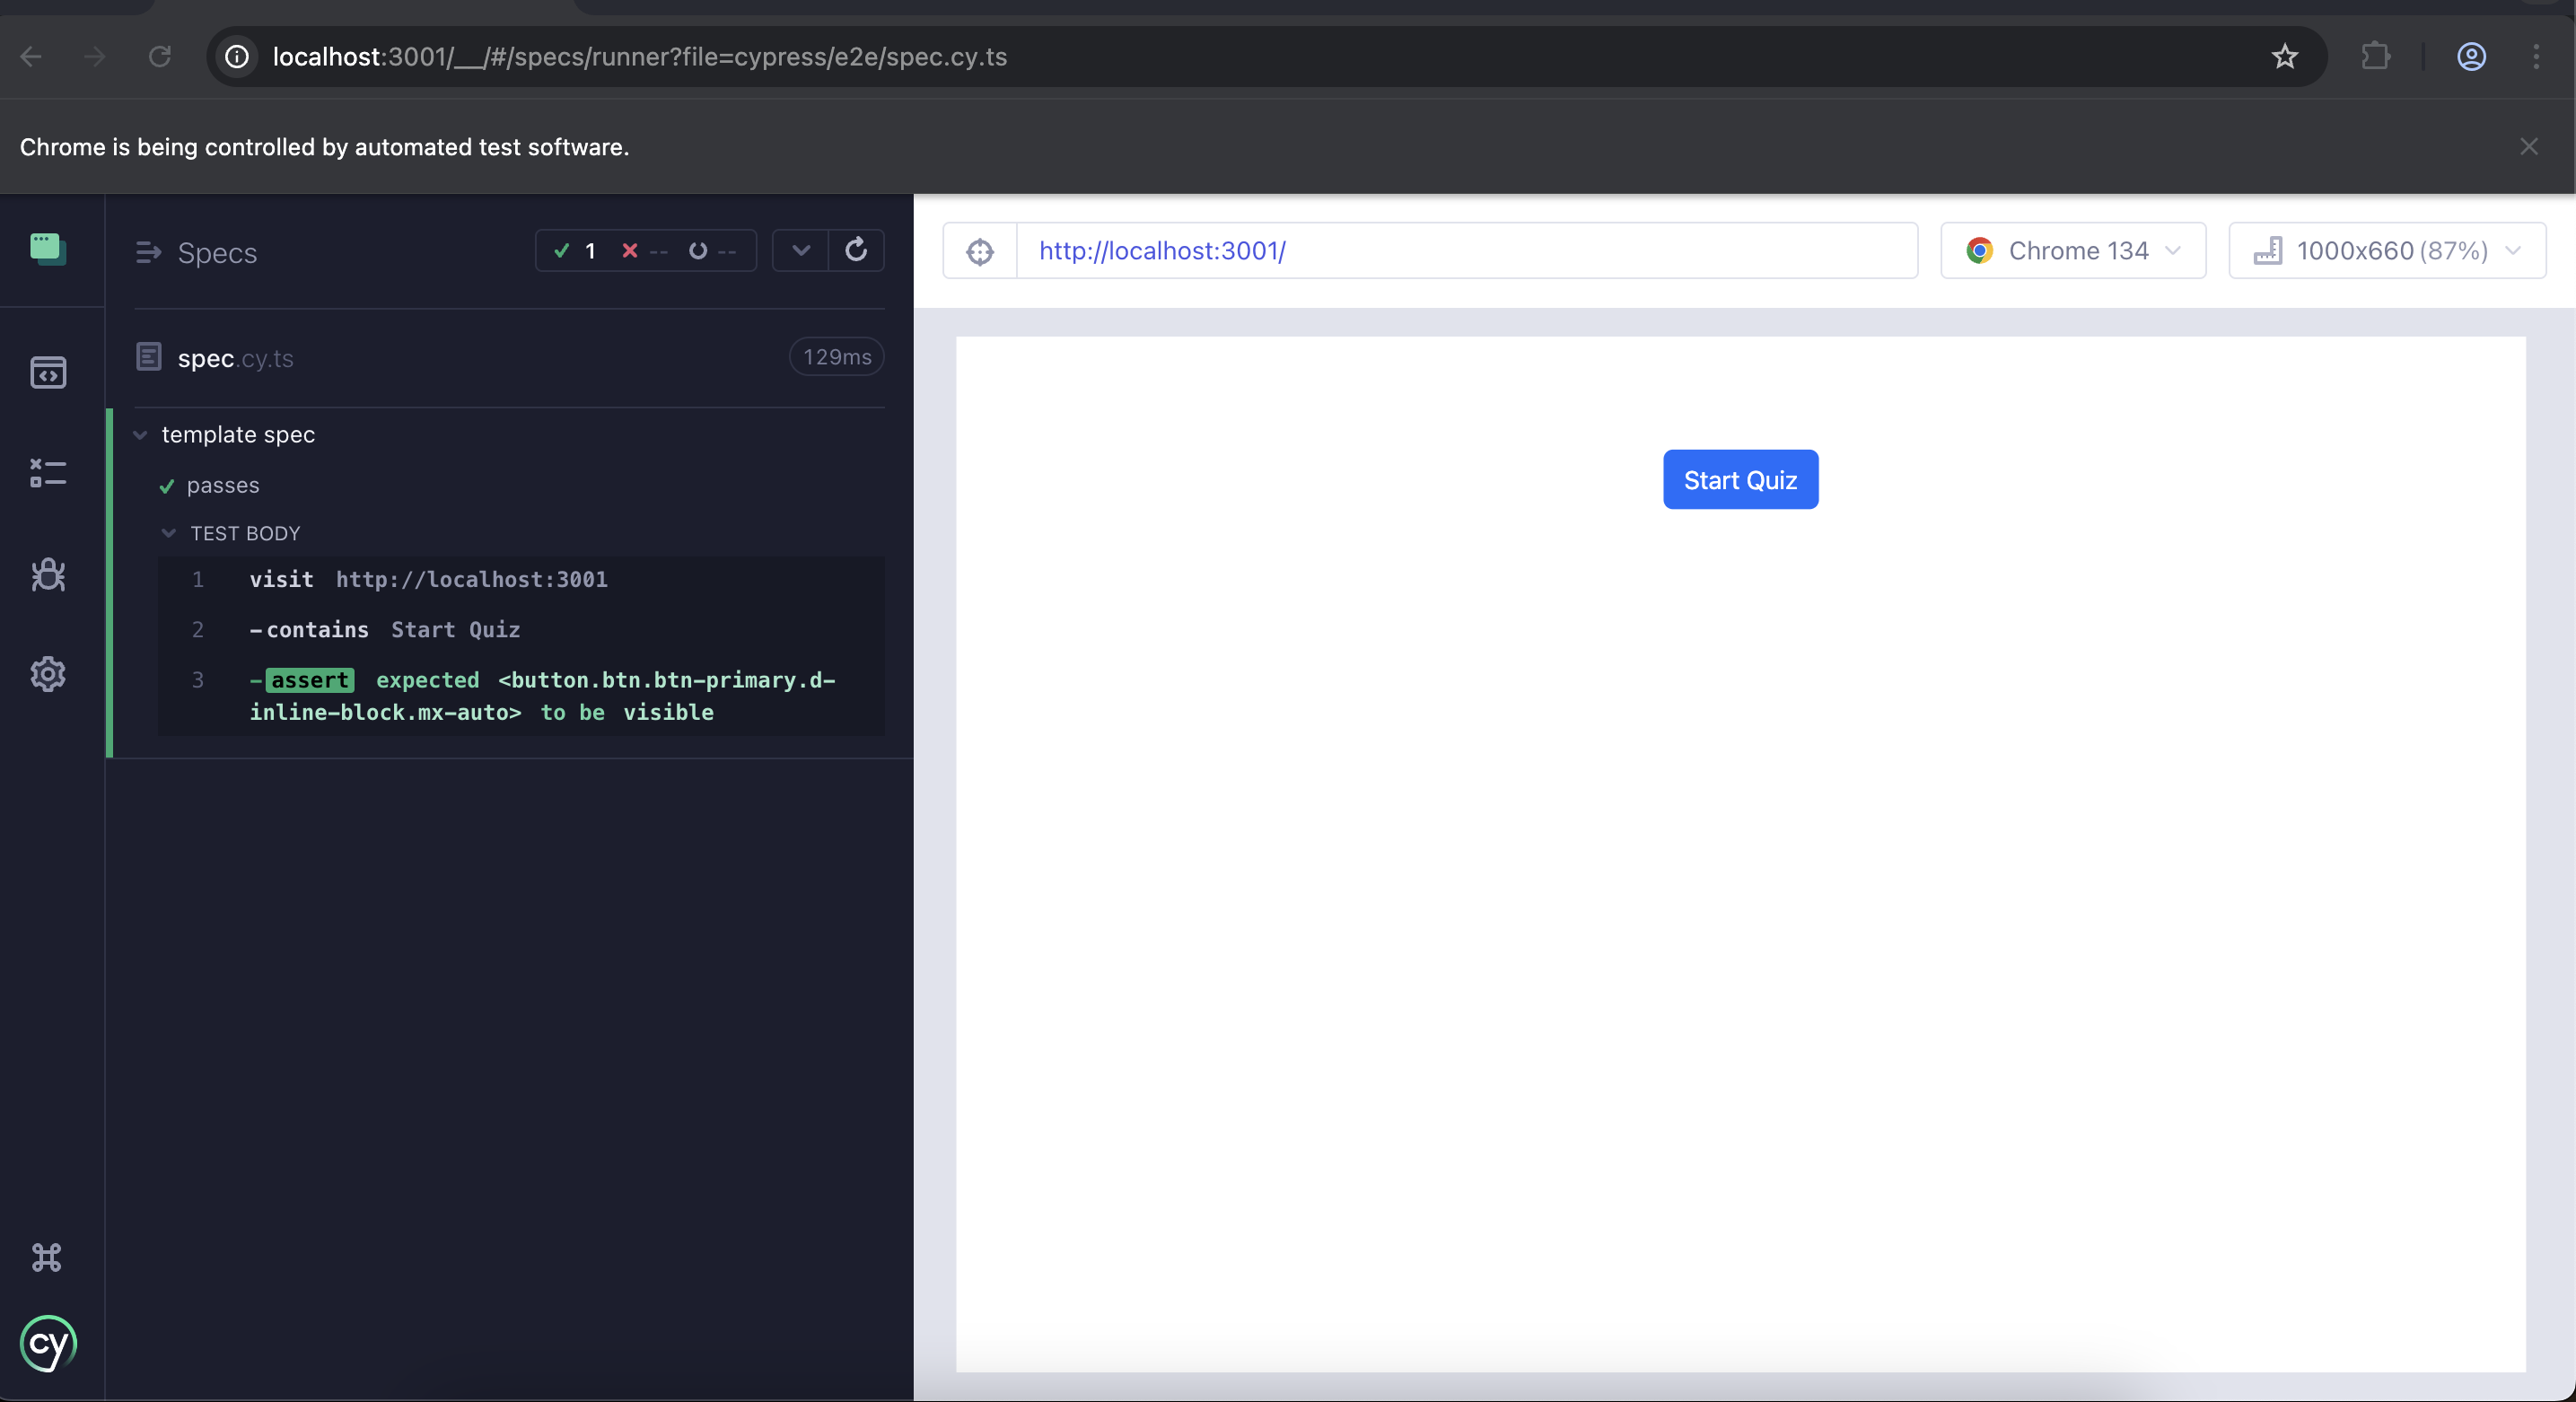 localhost:3001/__/#/specs/runner?file=cypress/e2e/spec.cy.ts
Chrome is being controlled by automated test software.
Specs
1 -- --
http://localhost:3001/
Chrome 134
1000x660 (87%)
spec.cy.ts
129ms
template spec
passes
TEST BODY
1 visit http://localhost:3001
2 -contains Start Quiz
3 -assert expected <button.btn.btn-primary.d-
inline-block.mx-auto> to be visible
Start Quiz
cy